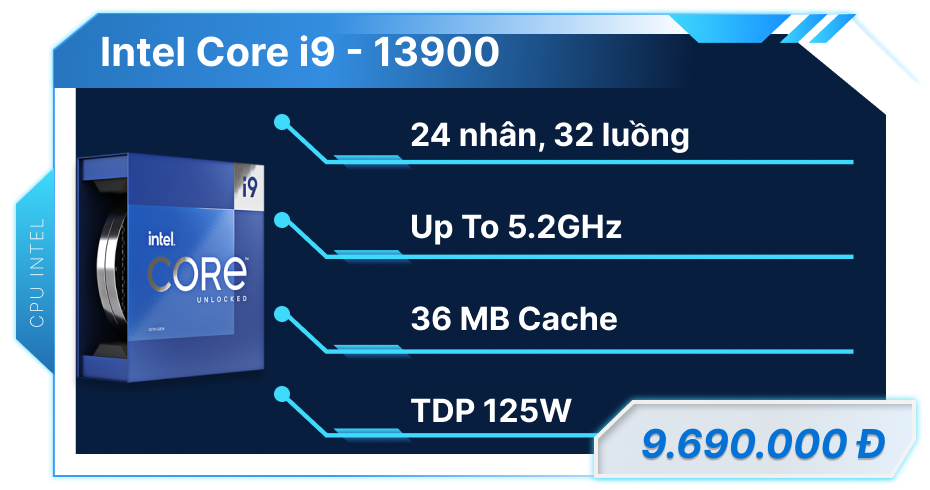 Intel Core i9 - 13900
24 nhân, 32 luồng
i9
Up To 5.2GHz
intel.
CORE™
UNLOCKED
CPU INTEL
36 MB Cache
TDP 125W
9.690.000 Đ